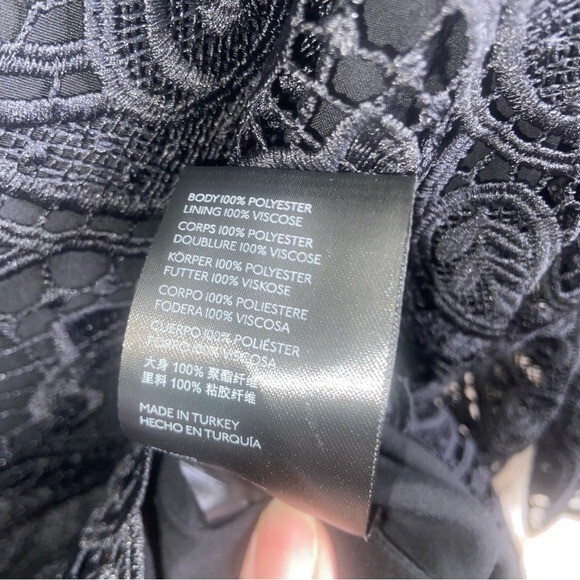 BODY 100% POLYESTER
LINING 100% VISCOSE
CORPS 100% POLYESTER
DOUBLURE 100% VISCOSE
KÖRPER 100% POLYESTER
FUTTER 100% VISKOSE
CORPO 100% POLIESTERE
FODERA 100% VISCOSA
CUERPO 100% POLIÉSTER
FORRO 100% VISCOSA
大身 100% 聚酯纤维
里料 100% 粘胶纤维
MADE IN TURKEY
HECHO EN TURQUÍA